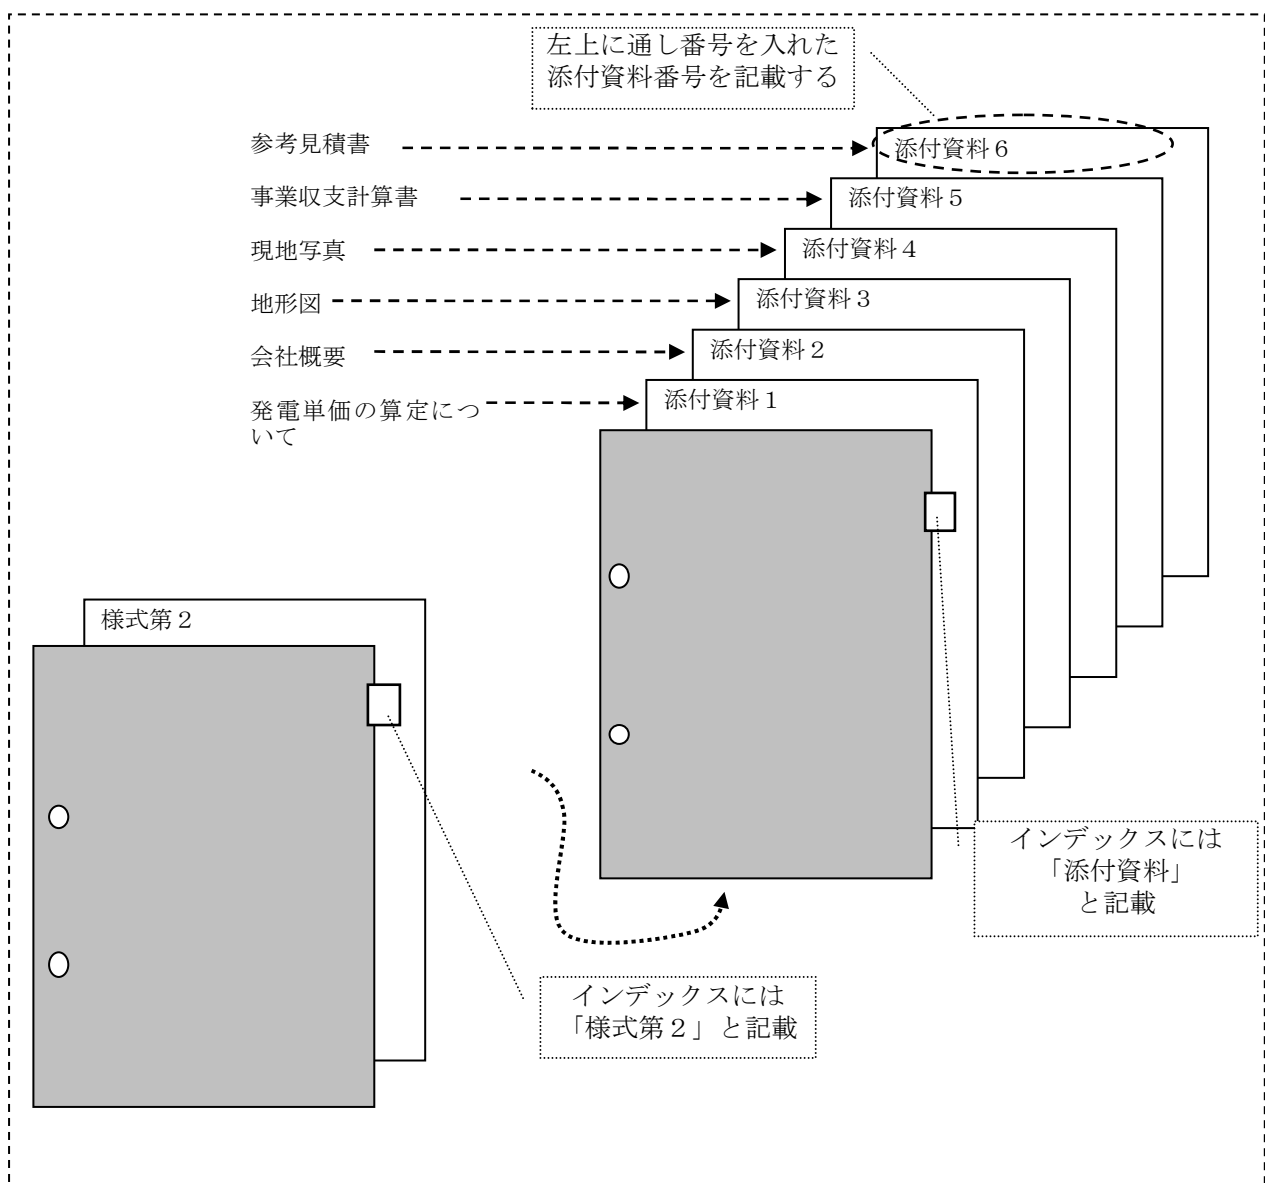 左上に通し番号を入れた
添付資料番号を記載する
参考見積書
添付資料６
事業収支計算書
添付資料５
現地写真
添付資料４
地形図
添付資料３
会社概要
添付資料２
発電単価の算定につ
いて
添付資料１
様式第２
インデックスには
「添付資料」
と記載
インデックスには
「様式第２」と記載